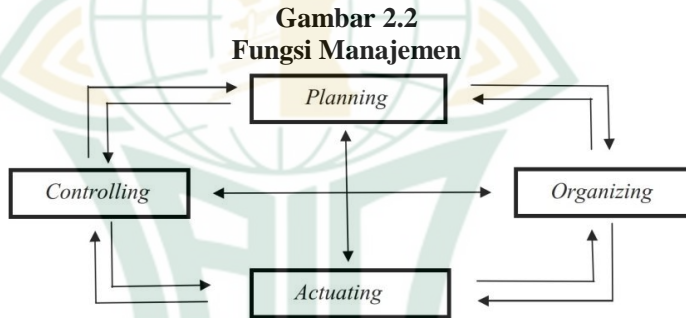 Gambar 2.2
Fungsi Manajemen
Planning
Controlling
Organizing
Actuating